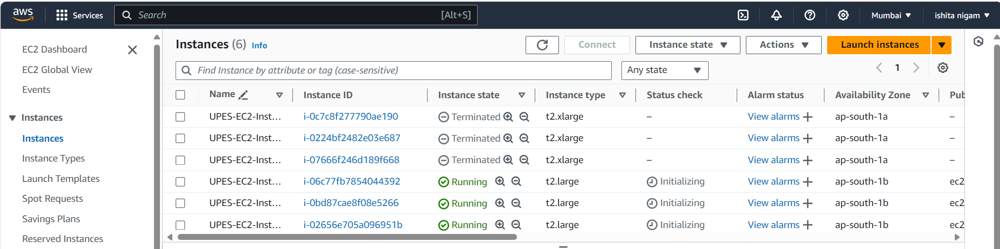 aws Services Search [Alt+S] Mumbai ishita nigam
EC2 Dashboard
EC2 Global View
Events
Instances
Instances
Instance Types
Launch Templates
Spot Requests
Savings Plans
Reserved Instances
Instances (6) Info Connect Instance state Actions Launch instances
Find Instance by attribute or tag (case-sensitive) Any state 1
Name Instance ID Instance state Instance type Status check Alarm status Availability Zone Pub
UPES-EC2-Inst... i-0c7c8f277790ae190 Terminated t2.xlarge – View alarms + ap-south-1a –
UPES-EC2-Inst... i-0224bf2482e03e687 Terminated t2.xlarge – View alarms + ap-south-1a –
UPES-EC2-Inst... i-07666f246d189f668 Terminated t2.xlarge – View alarms + ap-south-1a –
UPES-EC2-Inst... i-06c77fb7854044392 Running t2.large Initializing View alarms + ap-south-1b ec2
UPES-EC2-Inst... i-0bd87cae8f08e5266 Running t2.large Initializing View alarms + ap-south-1b ec2
UPES-EC2-Inst... i-02656e705a096951b Running t2.large Initializing View alarms + ap-south-1b ec2